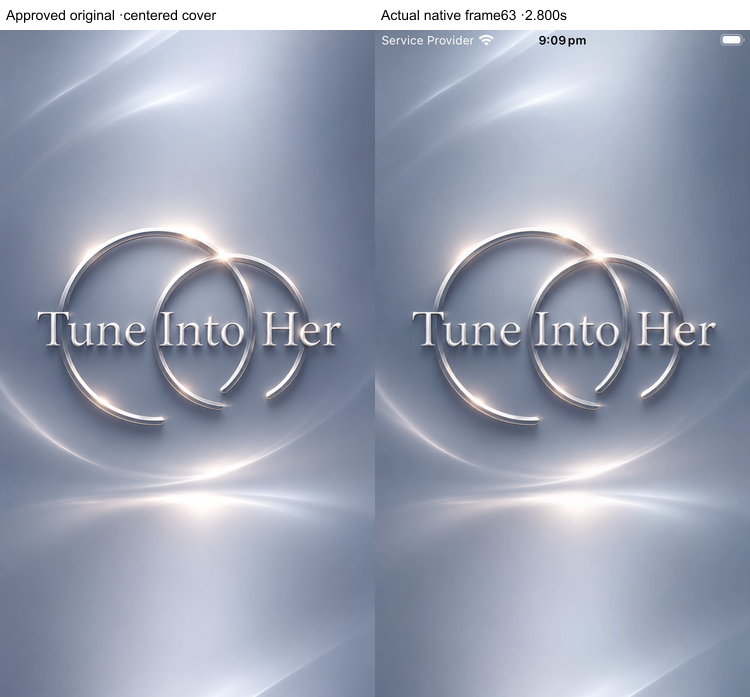 Approved original ·centered cover
Actual native frame63 ·2.800s
Service Provider 9:09 pm
Tune Into Her
Tune Into Her